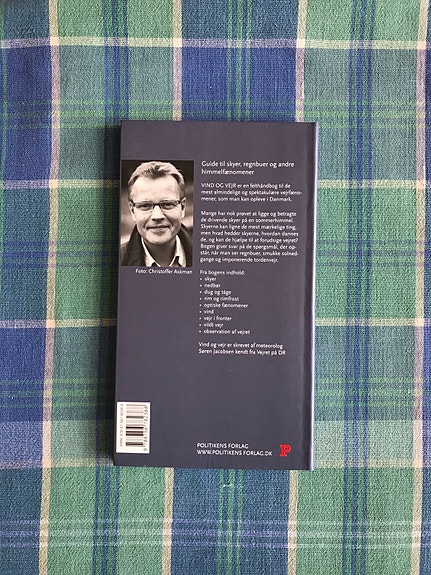 Guide til skyer, regnbuer og andre
himmelfænomener
VIND OG VEJR er en felthåndbog til de
mest almindelige og spektakulære vejrfæno-
mener, som man kan opleve i Danmark.
Mange har nok prøvet at ligge og betragte
de drivende skyer på en sommerhimmel.
Skyerne kan ligne de mest mærkelige ting,
men hvad hedder skyerne, hvordan dannes
de, og kan de hjælpe til at forudsige vejret?
Bogen giver svar på de spørgsmål, der op-
står, når man ser regnbuer, smukke solned-
gange og imponerende tordenvejr.
Foto: Christoffer Askman
Fra bogens indhold:
• skyer
• nedbør
• dug og tåge
• rim og rimfrost
• optiske fænomener
• vind
• vejr i fronter
• vildt vejr
• observation af vejret
Vind og vejr er skrevet af meteorolog
Søren Jacobsen kendt fra Vejret på DR
POLITIKENS FORLAG
WWW.POLITIKENS FORLAG.DK
P